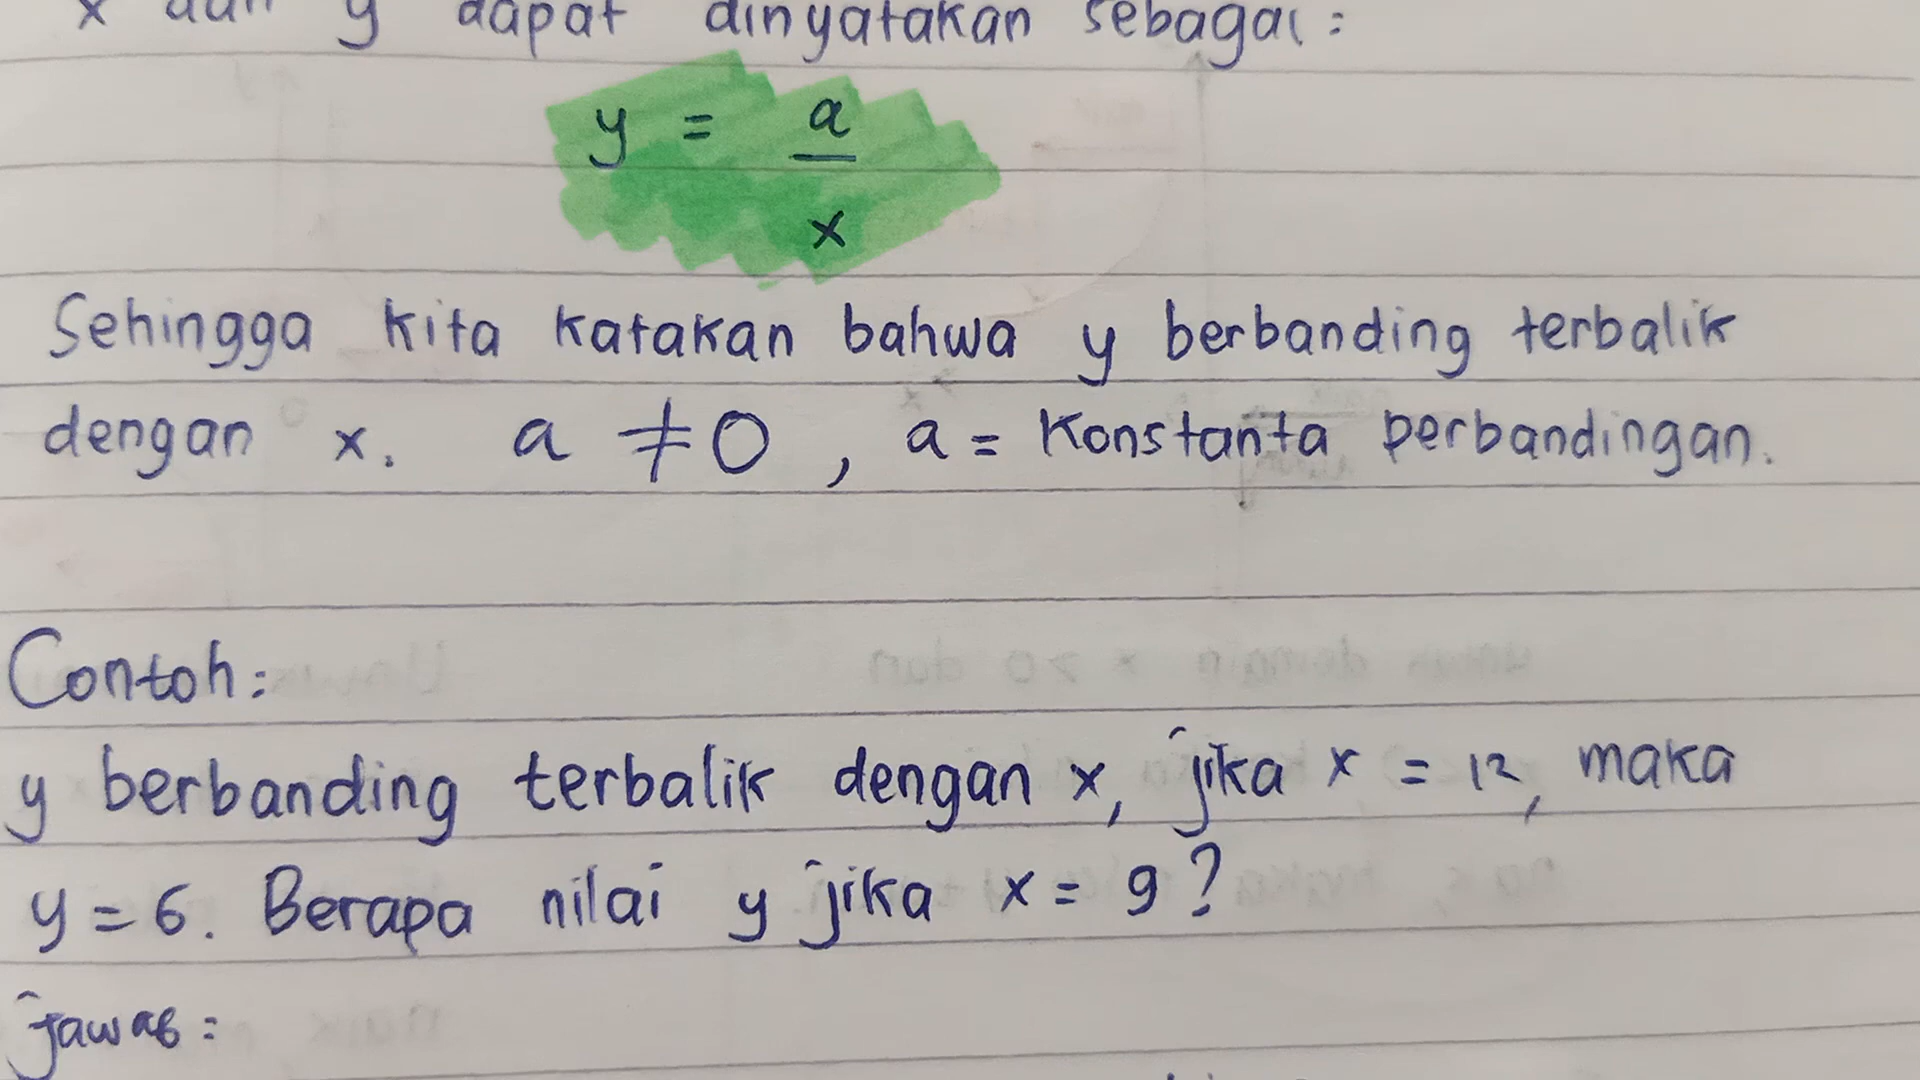 x dan y dapat dinyatakan sebagai :
y = a
x
Sehingga kita katakan bahwa y berbanding terbalik
dengan x. a ≠ 0 , a = Konstanta perbandingan.
Contoh :
y berbanding terbalik dengan x, jika x = 12, maka
y = 6. Berapa nilai y jika x = 9 ?
jawab :